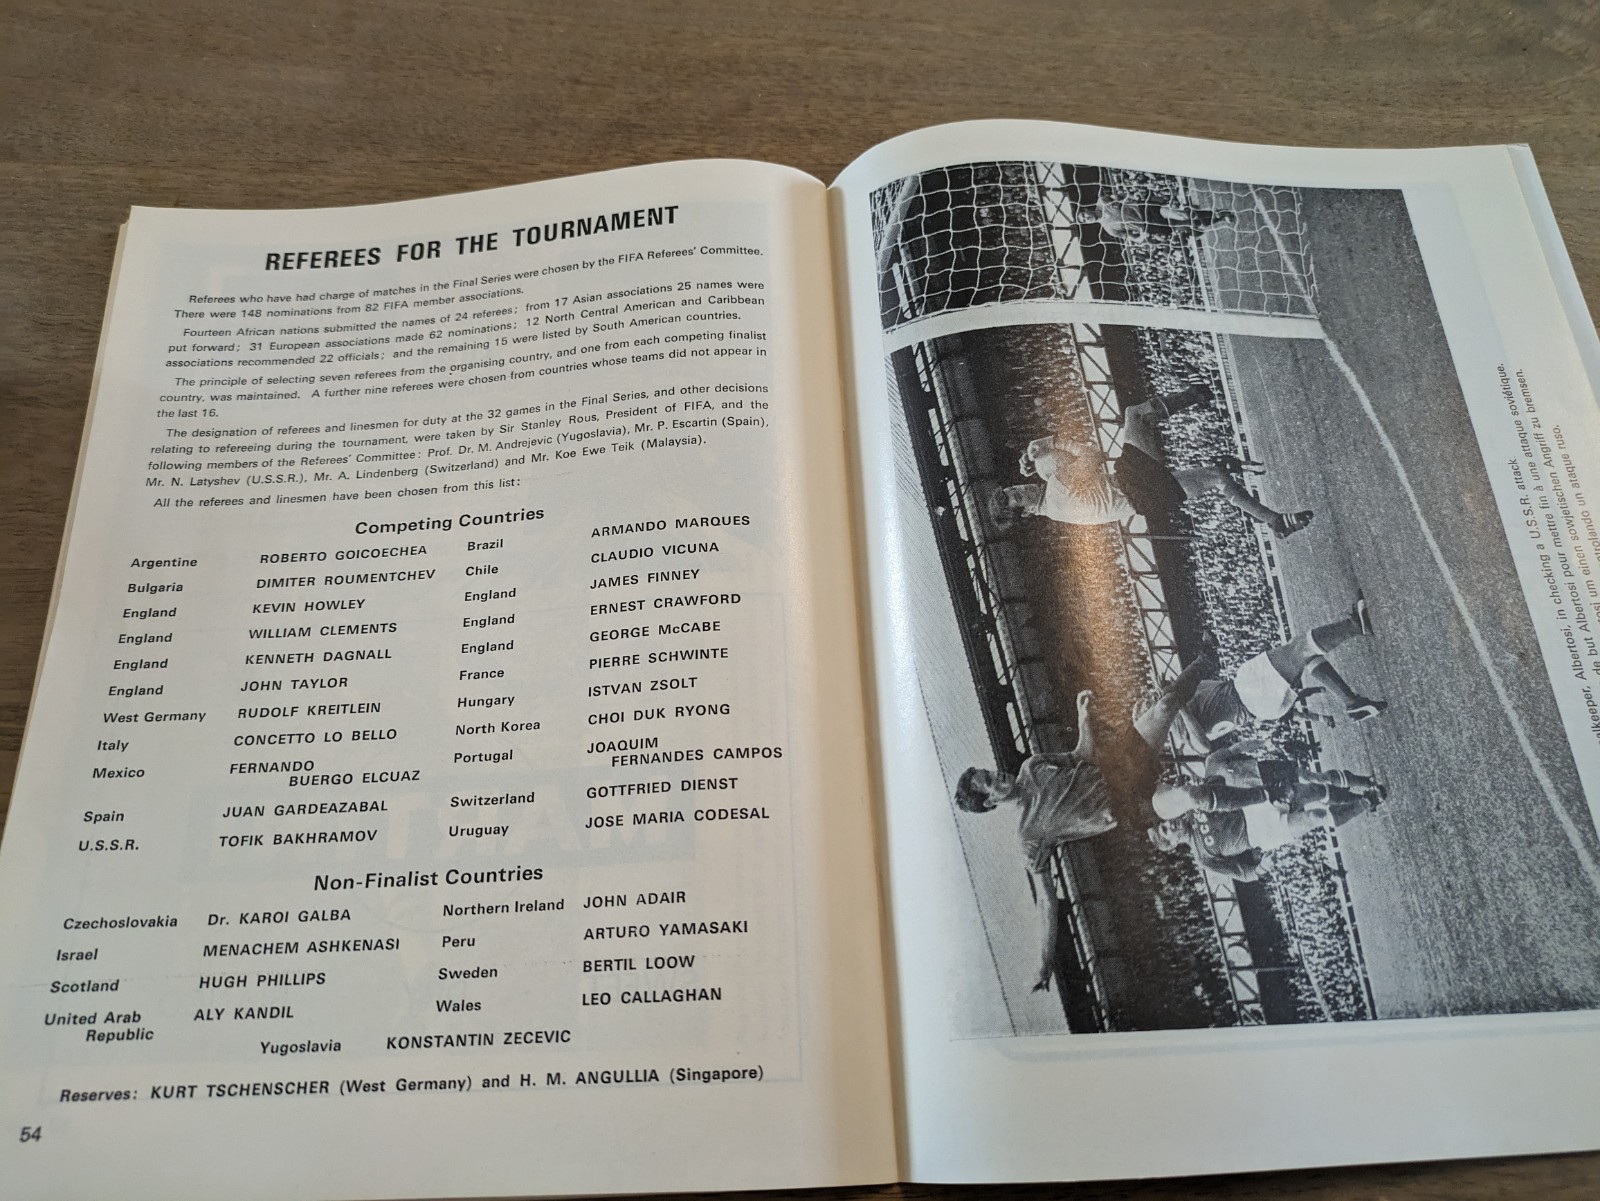 REFEREES FOR THE TOURNAMENT
Referees who have had charge of matches in the Final Series were chosen by the FIFA Referees' Committee.
There were 148 nominations from 82 FIFA member associations.
Fourteen African nations submitted the names of 24 referees; from 17 Asian associations 25 names were
put forward; 31 European associations made 62 nominations; 12 North Central American and Caribbean
associations recommended 22 officials; and the remaining 15 were listed by South American countries.
The principle of selecting seven referees from the organising country, and one from each competing finalist
country, was maintained. A further nine referees were chosen from countries whose teams did not appear in
the last 16.
The designation of referees and linesmen for duty at the 32 games in the Final Series, and other decisions
relating to refereeing during the tournament, were taken by Sir Stanley Rous, President of FIFA, and the
following members of the Referees' Committee: Prof. Dr. M. Andrejevic (Yugoslavia), Mr. P. Escartin (Spain),
Mr. N. Latyshev (U.S.S.R.), Mr. A. Lindenberg (Switzerland) and Mr. Koe Ewe Teik (Malaysia).
All the referees and linesmen have been chosen from this list:
Competing Countries
Argentine ROBERTO GOICOECHEA Brazil ARMANDO MARQUES
Bulgaria DIMITER ROUMENTCHEV Chile CLAUDIO VICUNA
England KEVIN HOWLEY England JAMES FINNEY
England WILLIAM CLEMENTS England ERNEST CRAWFORD
England KENNETH DAGNALL England GEORGE McCABE
England JOHN TAYLOR France PIERRE SCHWINTE
West Germany RUDOLF KREITLEIN Hungary ISTVAN ZSOLT
Italy CONCETTO LO BELLO North Korea CHOI DUK RYONG
Mexico FERNANDO Portugal JOAQUIM
BUERGO ELCUAZ FERNANDES CAMPOS
Spain JUAN GARDEAZABAL Switzerland GOTTFRIED DIENST
U.S.S.R. TOFIK BAKHRAMOV Uruguay JOSE MARIA CODESAL
Non-Finalist Countries
Czechoslovakia Dr. KAROI GALBA Northern Ireland JOHN ADAIR
Israel MENACHEM ASHKENASI Peru ARTURO YAMASAKI
Scotland HUGH PHILLIPS Sweden BERTIL LOOW
United Arab ALY KANDIL Wales LEO CALLAGHAN
Republic
Yugoslavia KONSTANTIN ZECEVIC
Reserves: KURT TSCHENSCHER (West Germany) and H. M. ANGULLIA (Singapore)
54
Albertosi, in checking a U.S.S.R. attack.
de but Albertosi pour mettre fin à une attaque soviétique.
um einen sowjetischen Angriff zu bremsen.
un ataque ruso.
CCCP